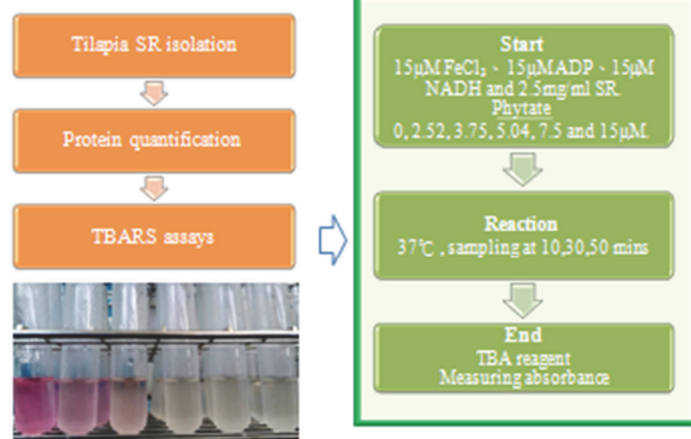 Tilapia SR isolation
Protein quantification
TBARS assays
Start
15μM FeCl₃、15μM ADP、15μM
NADH and 2.5mg/ml SR.
Phytate
0, 2.52, 3.75, 5.04, 7.5 and 15μM.
Reaction
37℃, sampling at 10,30,50 mins
End
TBA reagent
Measuring absorbance